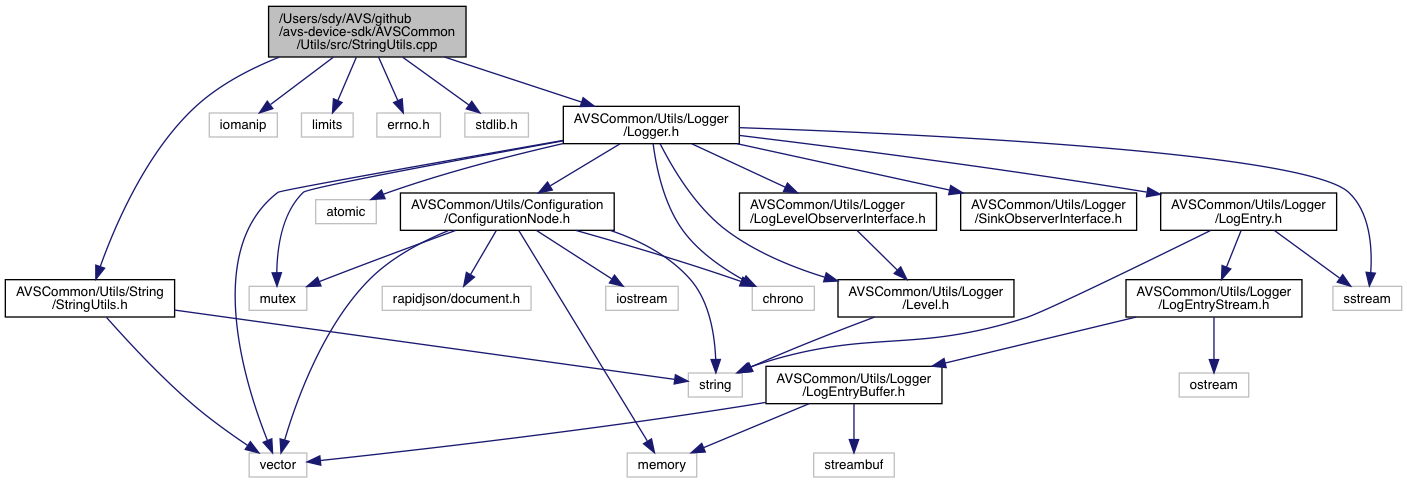 /Users/sdy/AVS/github
/avs-device-sdk/AVSCommon
/Utils/src/StringUtils.cpp
iomanip
limits
errno.h
stdlib.h
AVSCommon/Utils/Logger
/Logger.h
atomic
AVSCommon/Utils/Configuration
/ConfigurationNode.h
AVSCommon/Utils/Logger
/LogLevelObserverInterface.h
AVSCommon/Utils/Logger
/SinkObserverInterface.h
AVSCommon/Utils/Logger
/LogEntry.h
AVSCommon/Utils/String
/StringUtils.h
mutex
rapidjson/document.h
iostream
chrono
AVSCommon/Utils/Logger
/Level.h
AVSCommon/Utils/Logger
/LogEntryStream.h
sstream
string
AVSCommon/Utils/Logger
/LogEntryBuffer.h
ostream
vector
memory
streambuf